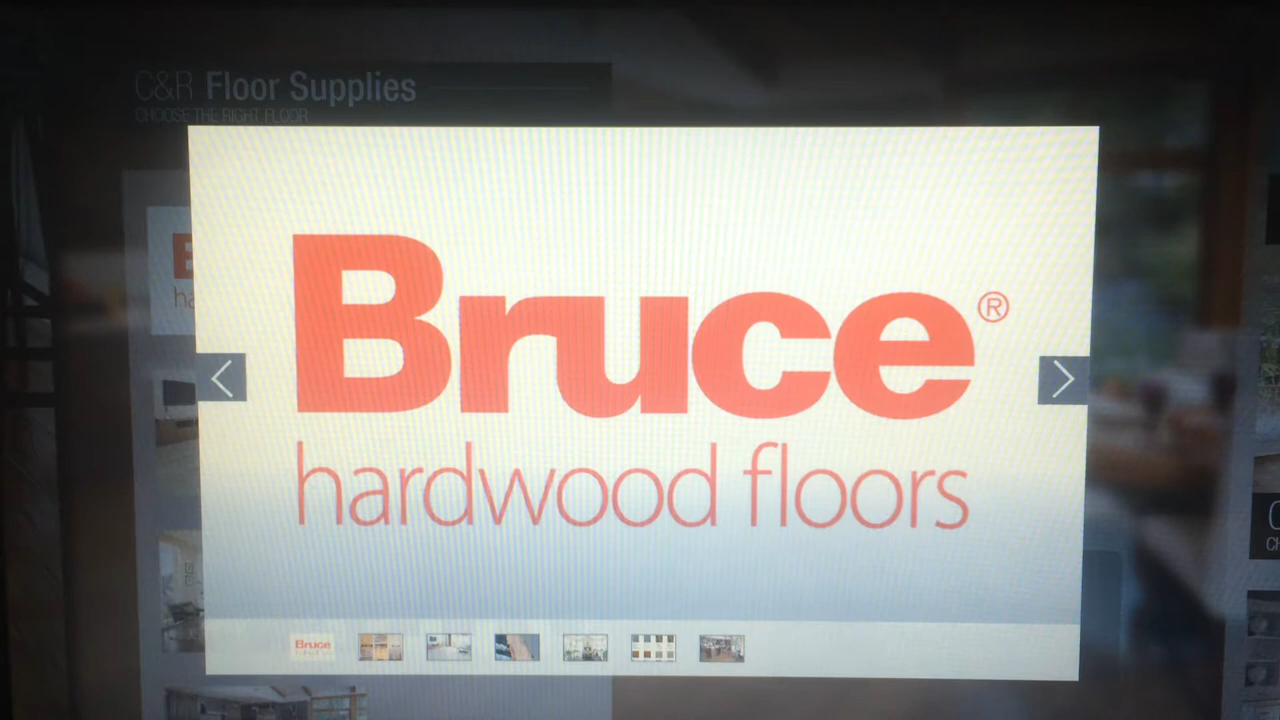 C&R Floor Supplies
CHOOSE THE RIGHT FLOOR
Bruce®
hardwood floors
Bruce